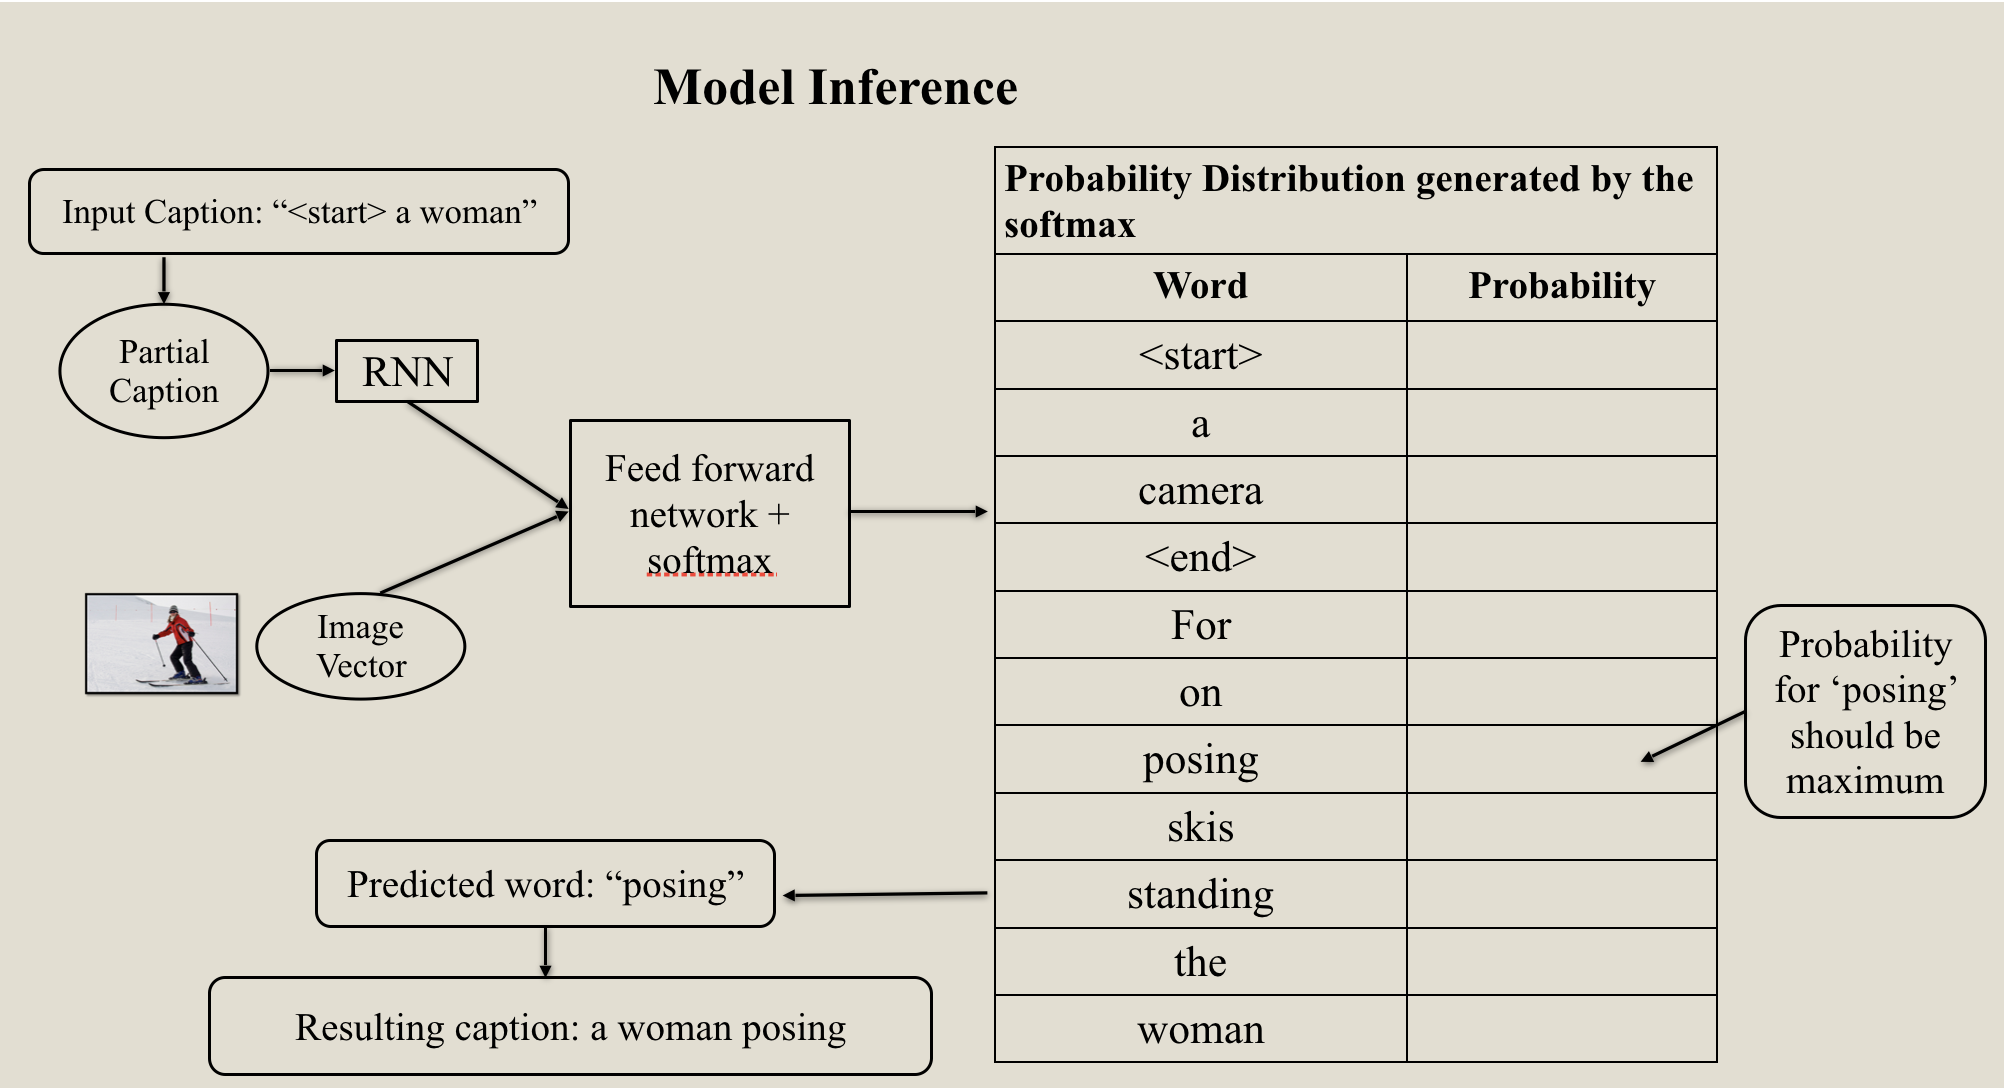 Model Inference
Input Caption: “<start> a woman”
Partial
Caption
RNN
Feed forward
network +
softmax
Image
Vector
Probability Distribution generated by the
softmax
Word Probability
<start>
a
camera
<end>
For
on
posing
skis
standing
the
woman
Probability
for ‘posing’
should be
maximum
Predicted word: “posing”
Resulting caption: a woman posing